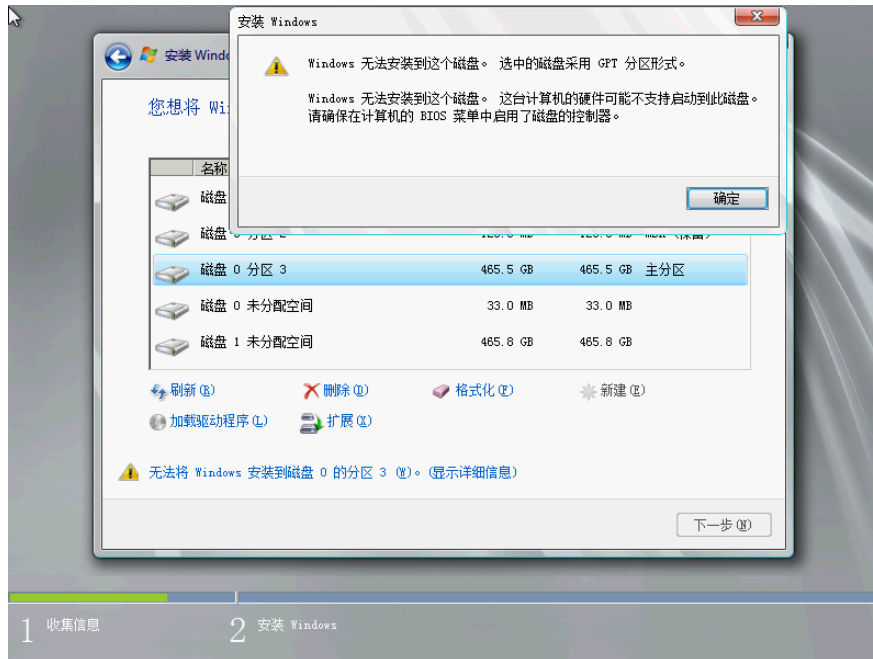 安装 Windows
Windows 无法安装到这个磁盘。 选中的磁盘采用 GPT 分区形式。
Windows 无法安装到这个磁盘。 这台计算机的硬件可能不支持启动到此磁盘。
请确保在计算机的 BIOS 菜单中启用了磁盘的控制器。
确定
安装 Wind
您想将 Wi
名称
磁盘
磁盘
磁盘 0 分区 3 465.5 GB 465.5 GB 主分区
磁盘 0 未分配空间 33.0 MB 33.0 MB
磁盘 1 未分配空间 465.8 GB 465.8 GB
刷新(R) 删除(D) 格式化(F) 新建(E)
加载驱动程序(L) 扩展(X)
无法将 Windows 安装到磁盘 0 的分区 3 (W)。(显示详细信息)
下一步(N)
1 收集信息 2 安装 Windows